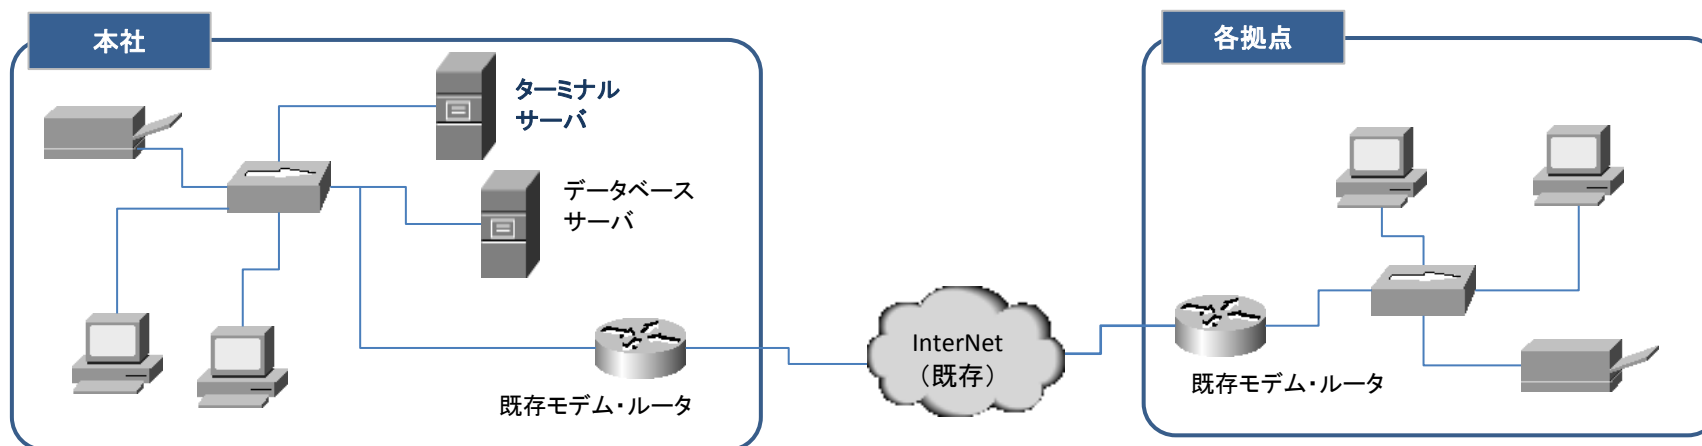 本社
各拠点
ターミナル
サーバ
データベース
サーバ
InterNet
（既存）
既存モデム・ルータ
既存モデム・ルータ